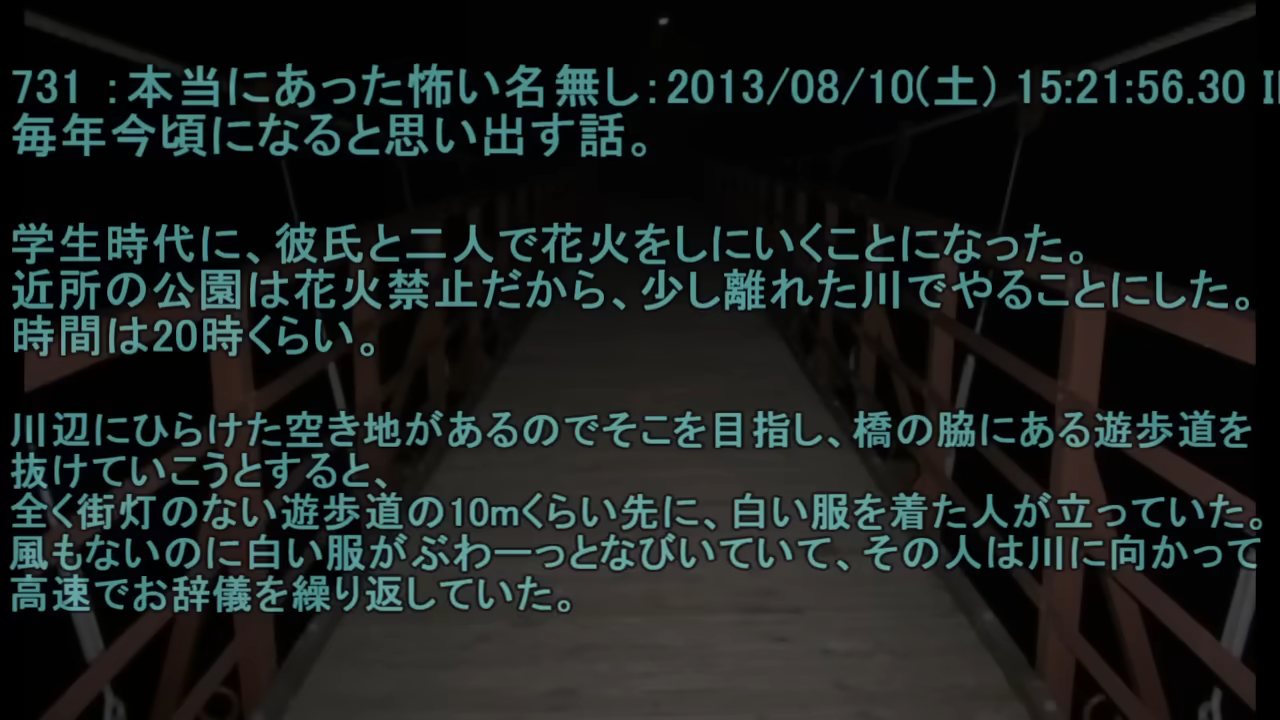 731 ：本当にあった怖い名無し：2013/08/10(土) 15:21:56.30 I
毎年今頃になると思い出す話。
学生時代に、彼氏と二人で花火をしにいくことになった。
近所の公園は花火禁止だから、少し離れた川でやることにした。
時間は20時くらい。
川辺にひらけた空き地があるのでそこを目指し、橋の脇にある遊歩道を
抜けていこうとすると、
全く街灯のない遊歩道の10mくらい先に、白い服を着た人が立っていた。
風もないのに白い服がぶわーっとなびいていて、その人は川に向かって
高速でお辞儀を繰り返していた。